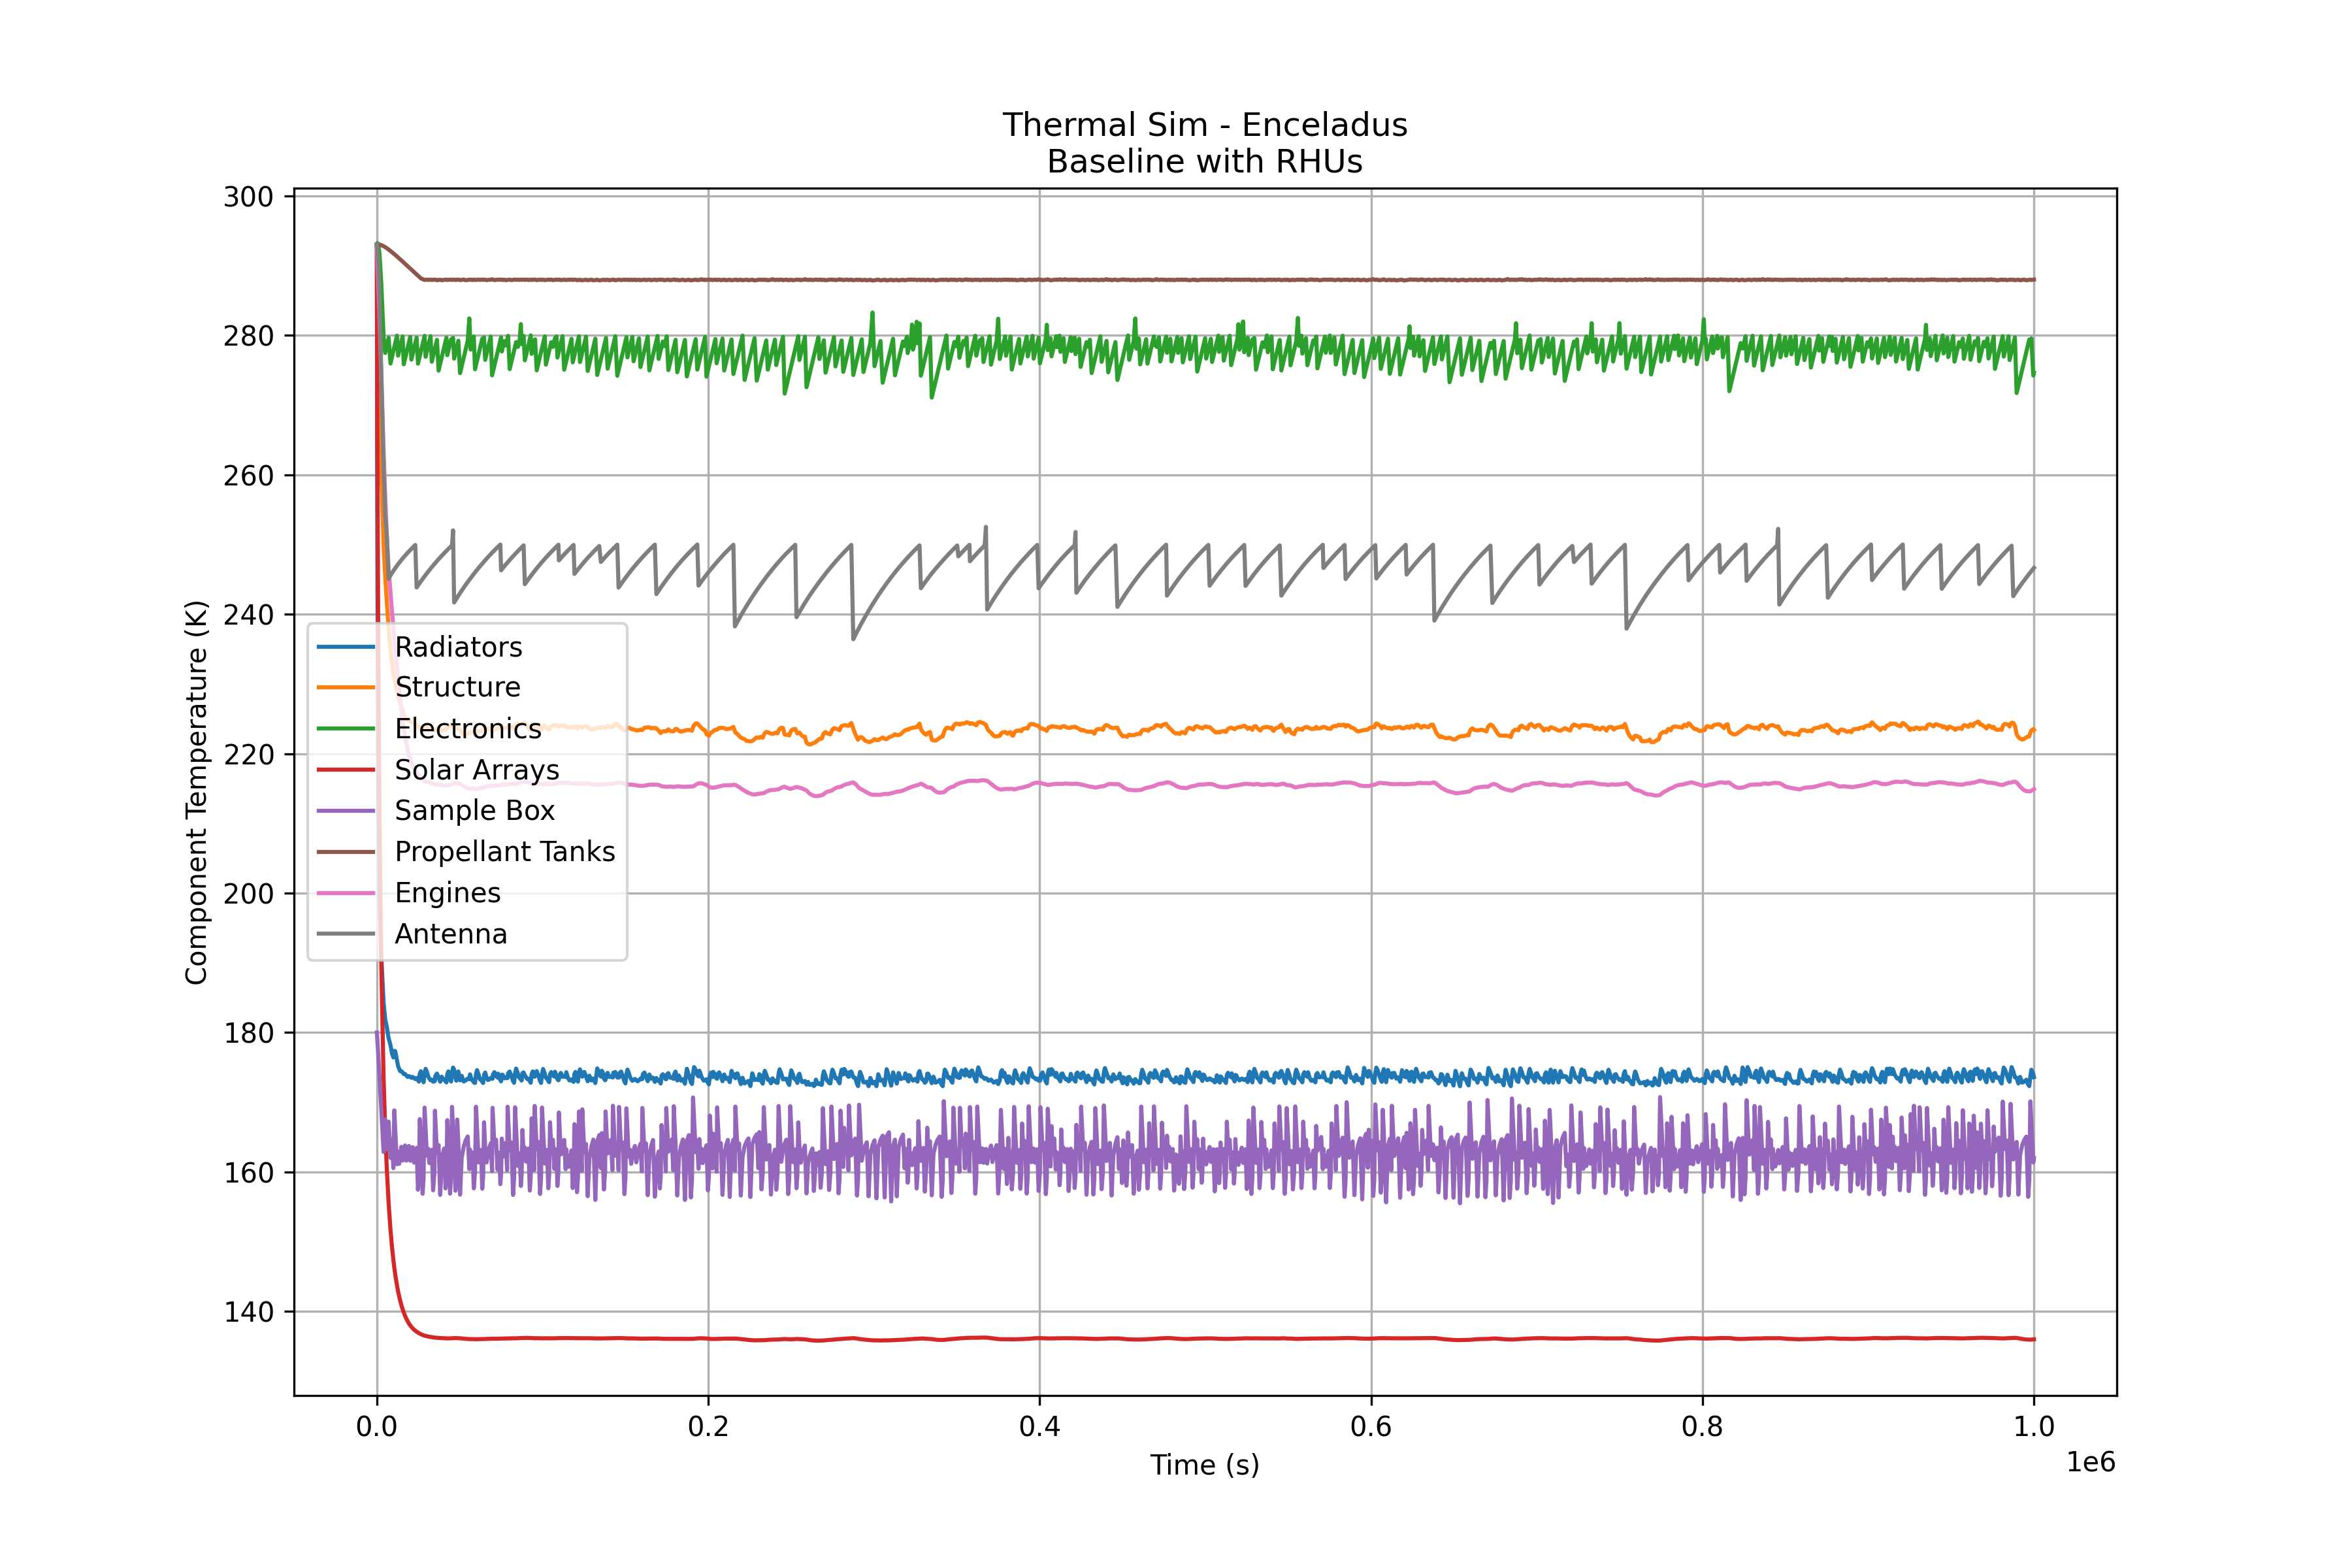 Thermal Sim - Enceladus
Baseline with RHUs
300
280
260
240
220
200
180
160
140
Component Temperature (K)
Radiators
Structure
Electronics
Solar Arrays
Sample Box
Propellant Tanks
Engines
Antenna
0.0 0.2 0.4 0.6 0.8 1.0
1e6
Time (s)